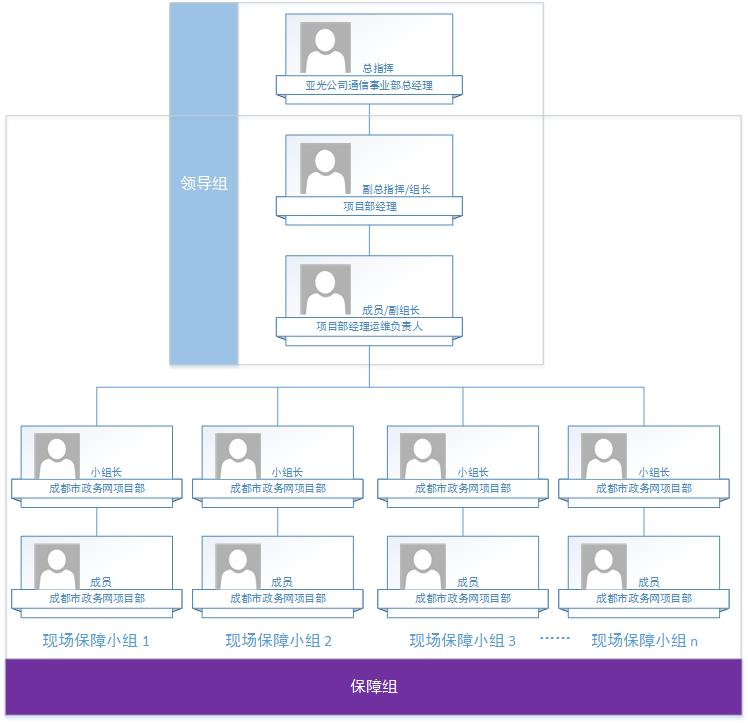 总指挥
亚光公司通信事业部总经理
领导组
副总指挥/组长
项目部经理
成员/副组长
项目部经理运维负责人
小组长
成都市政务网项目部
小组长
成都市政务网项目部
小组长
成都市政务网项目部
小组长
成都市政务网项目部
成员
成都市政务网项目部
成员
成都市政务网项目部
成员
成都市政务网项目部
成员
成都市政务网项目部
现场保障小组 1
现场保障小组 2
现场保障小组 3
······
现场保障小组 n
保障组